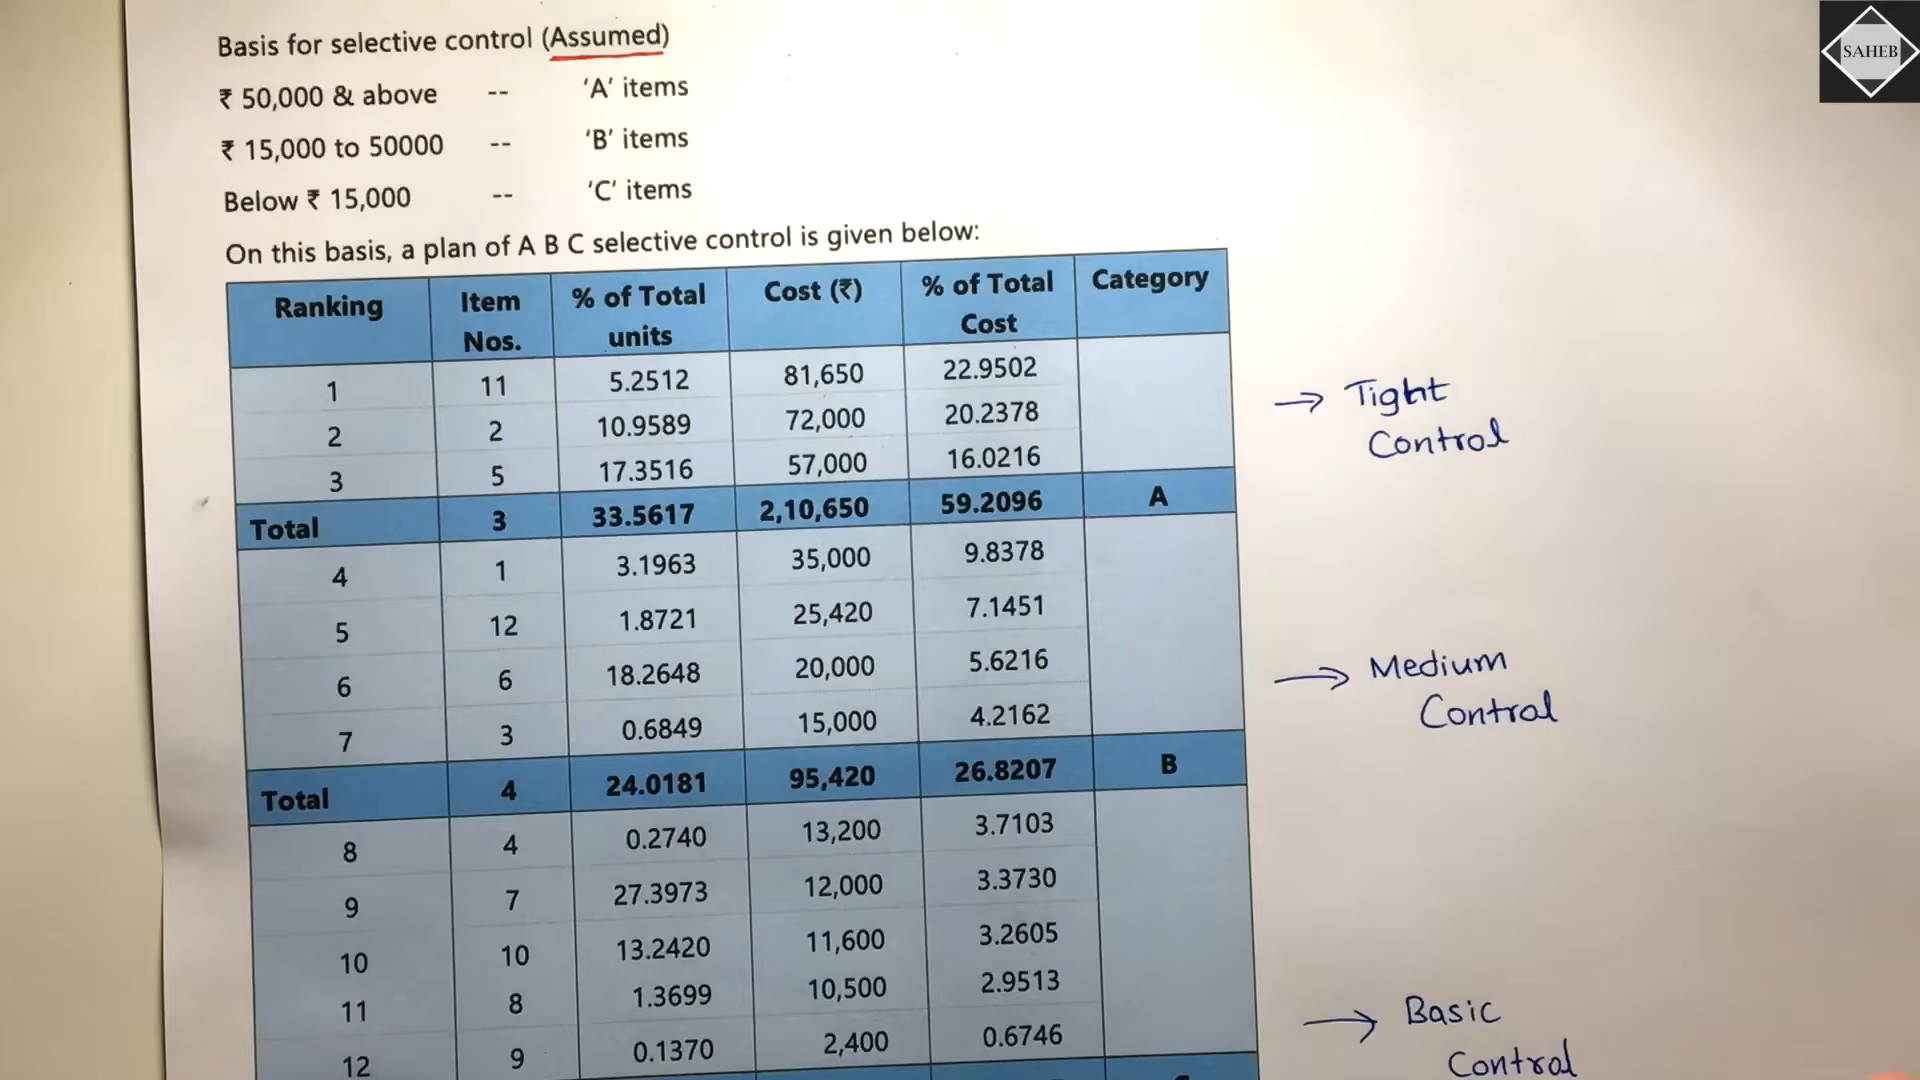 SAHEB
Basis for selective control (Assumed)
₹ 50,000 & above -- ‘A’ items
₹ 15,000 to 50000 -- ‘B’ items
Below ₹ 15,000 -- ‘C’ items
On this basis, a plan of A B C selective control is given below:
Ranking Item Nos. % of Total units Cost (₹) % of Total Cost Category
1 11 5.2512 81,650 22.9502
2 2 10.9589 72,000 20.2378
3 5 17.3516 57,000 16.0216
Total 3 33.5617 2,10,650 59.2096 A
→ Tight
Control
4 1 3.1963 35,000 9.8378
5 12 1.8721 25,420 7.1451
6 6 18.2648 20,000 5.6216
7 3 0.6849 15,000 4.2162
Total 4 24.0181 95,420 26.8207 B
→ Medium
Control
8 4 0.2740 13,200 3.7103
9 7 27.3973 12,000 3.3730
10 10 13.2420 11,600 3.2605
11 8 1.3699 10,500 2.9513
12 9 0.1370 2,400 0.6746
→ Basic
Control